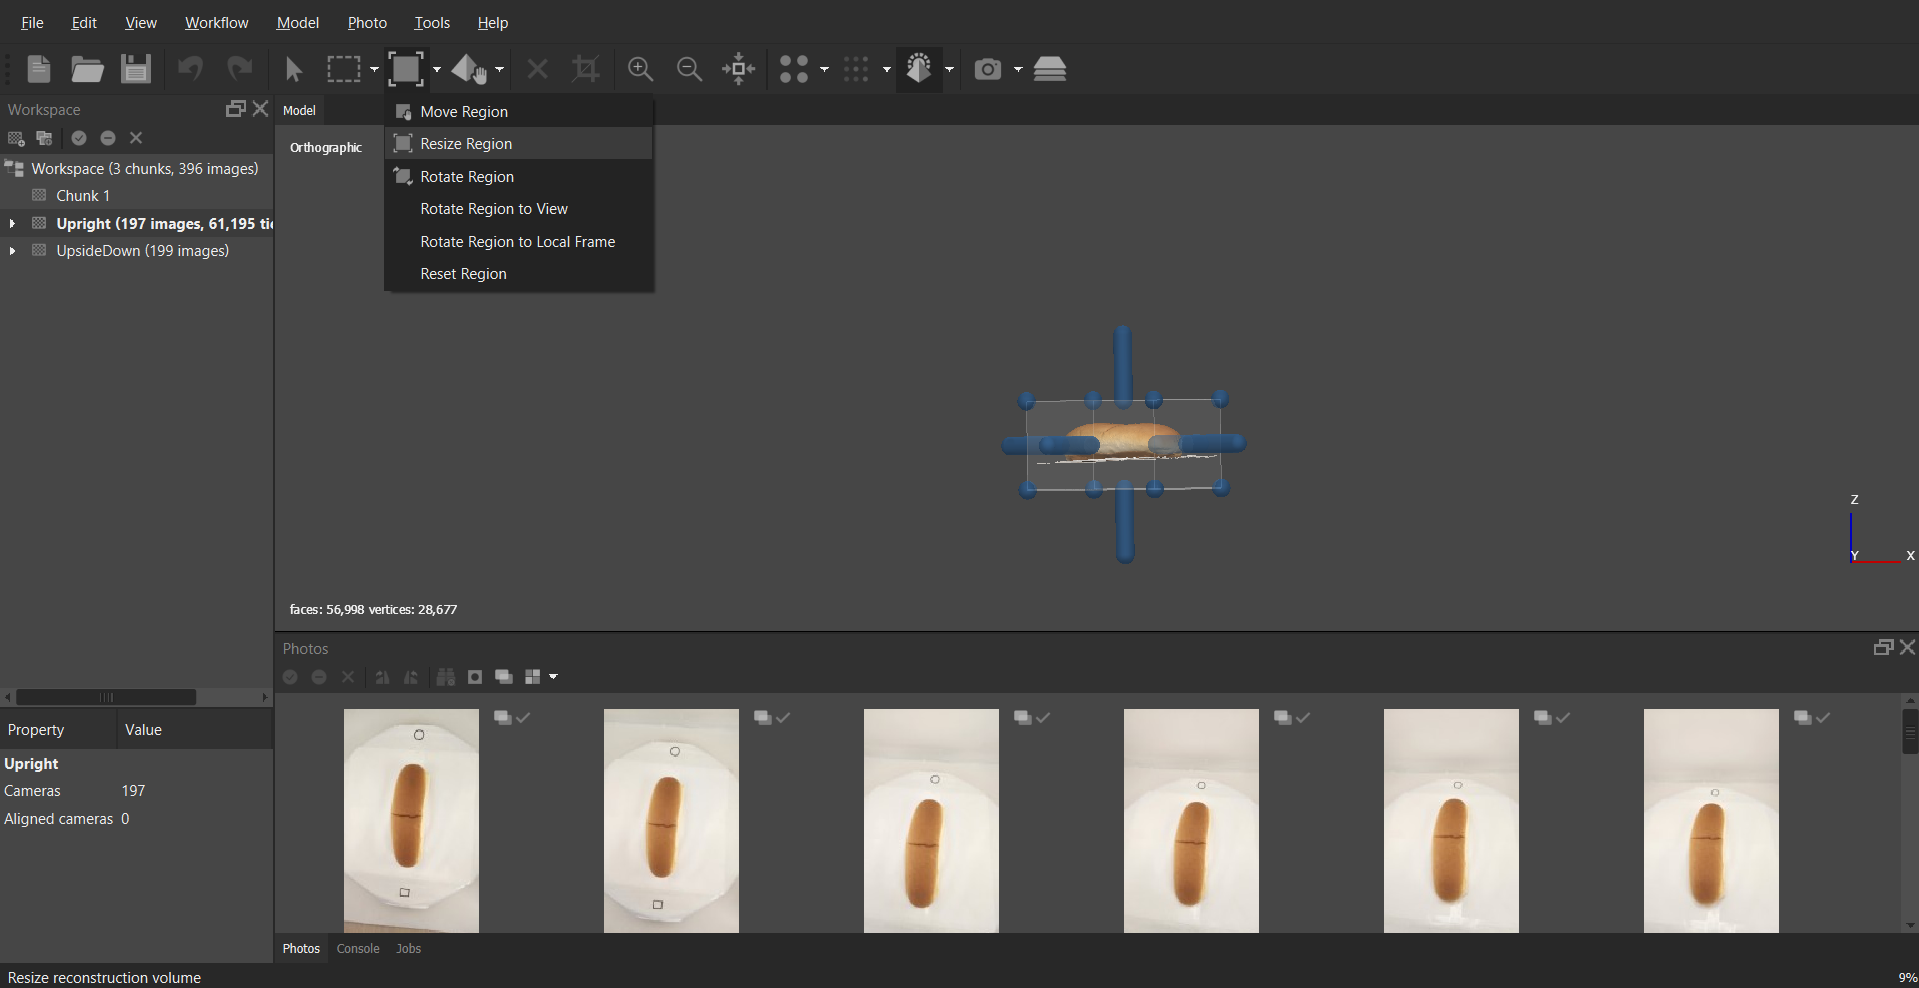 File Edit View Workflow Model Photo Tools Help
Workspace
Workspace (3 chunks, 396 images)
Chunk 1
Upright (197 images, 61,195 tie
UpsideDown (199 images)
Property Value
Upright
Cameras 197
Aligned cameras 0
Model
Orthographic
Move Region
Resize Region
Rotate Region
Rotate Region to View
Rotate Region to Local Frame
Reset Region
Z
Y X
faces: 56,998 vertices: 28,677
Photos
Photos Console Jobs
Resize reconstruction volume
9%